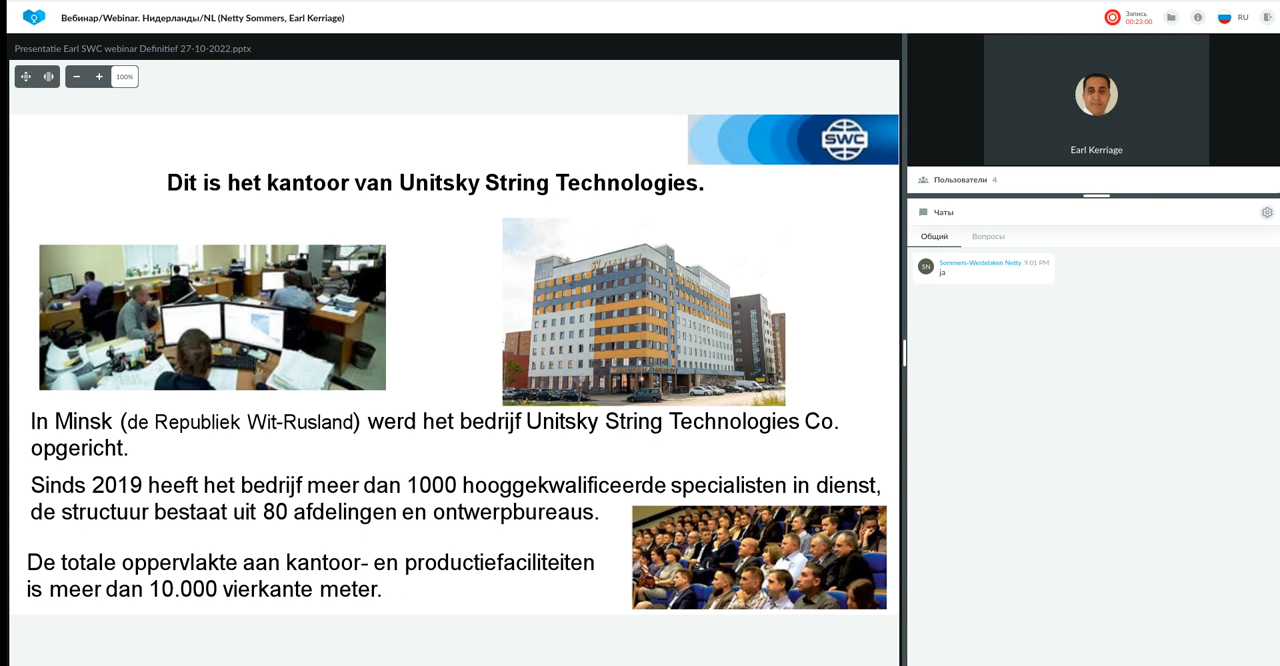 Вебинар/Webinar. Нидерланды/NL (Netty Sommers, Earl Kerriage)
Запись
00:23:00
RU
Presentatie Earl SWC webinar Definitief 27-10-2022.pptx
100%
SWC
Dit is het kantoor van Unitsky String Technologies.
In Minsk (de Republiek Wit-Rusland) werd het bedrijf Unitsky String Technologies Co.
opgericht.
Sinds 2019 heeft het bedrijf meer dan 1000 hooggekwalificeerde specialisten in dienst,
de structuur bestaat uit 80 afdelingen en ontwerpbureaus.
De totale oppervlakte aan kantoor- en productiefaciliteiten
is meer dan 10.000 vierkante meter.
Earl Kerriage
Пользователи 4
Чаты
Общий Вопросы
SN
Sommers-Westelaken Netty 9:01 PM
ja